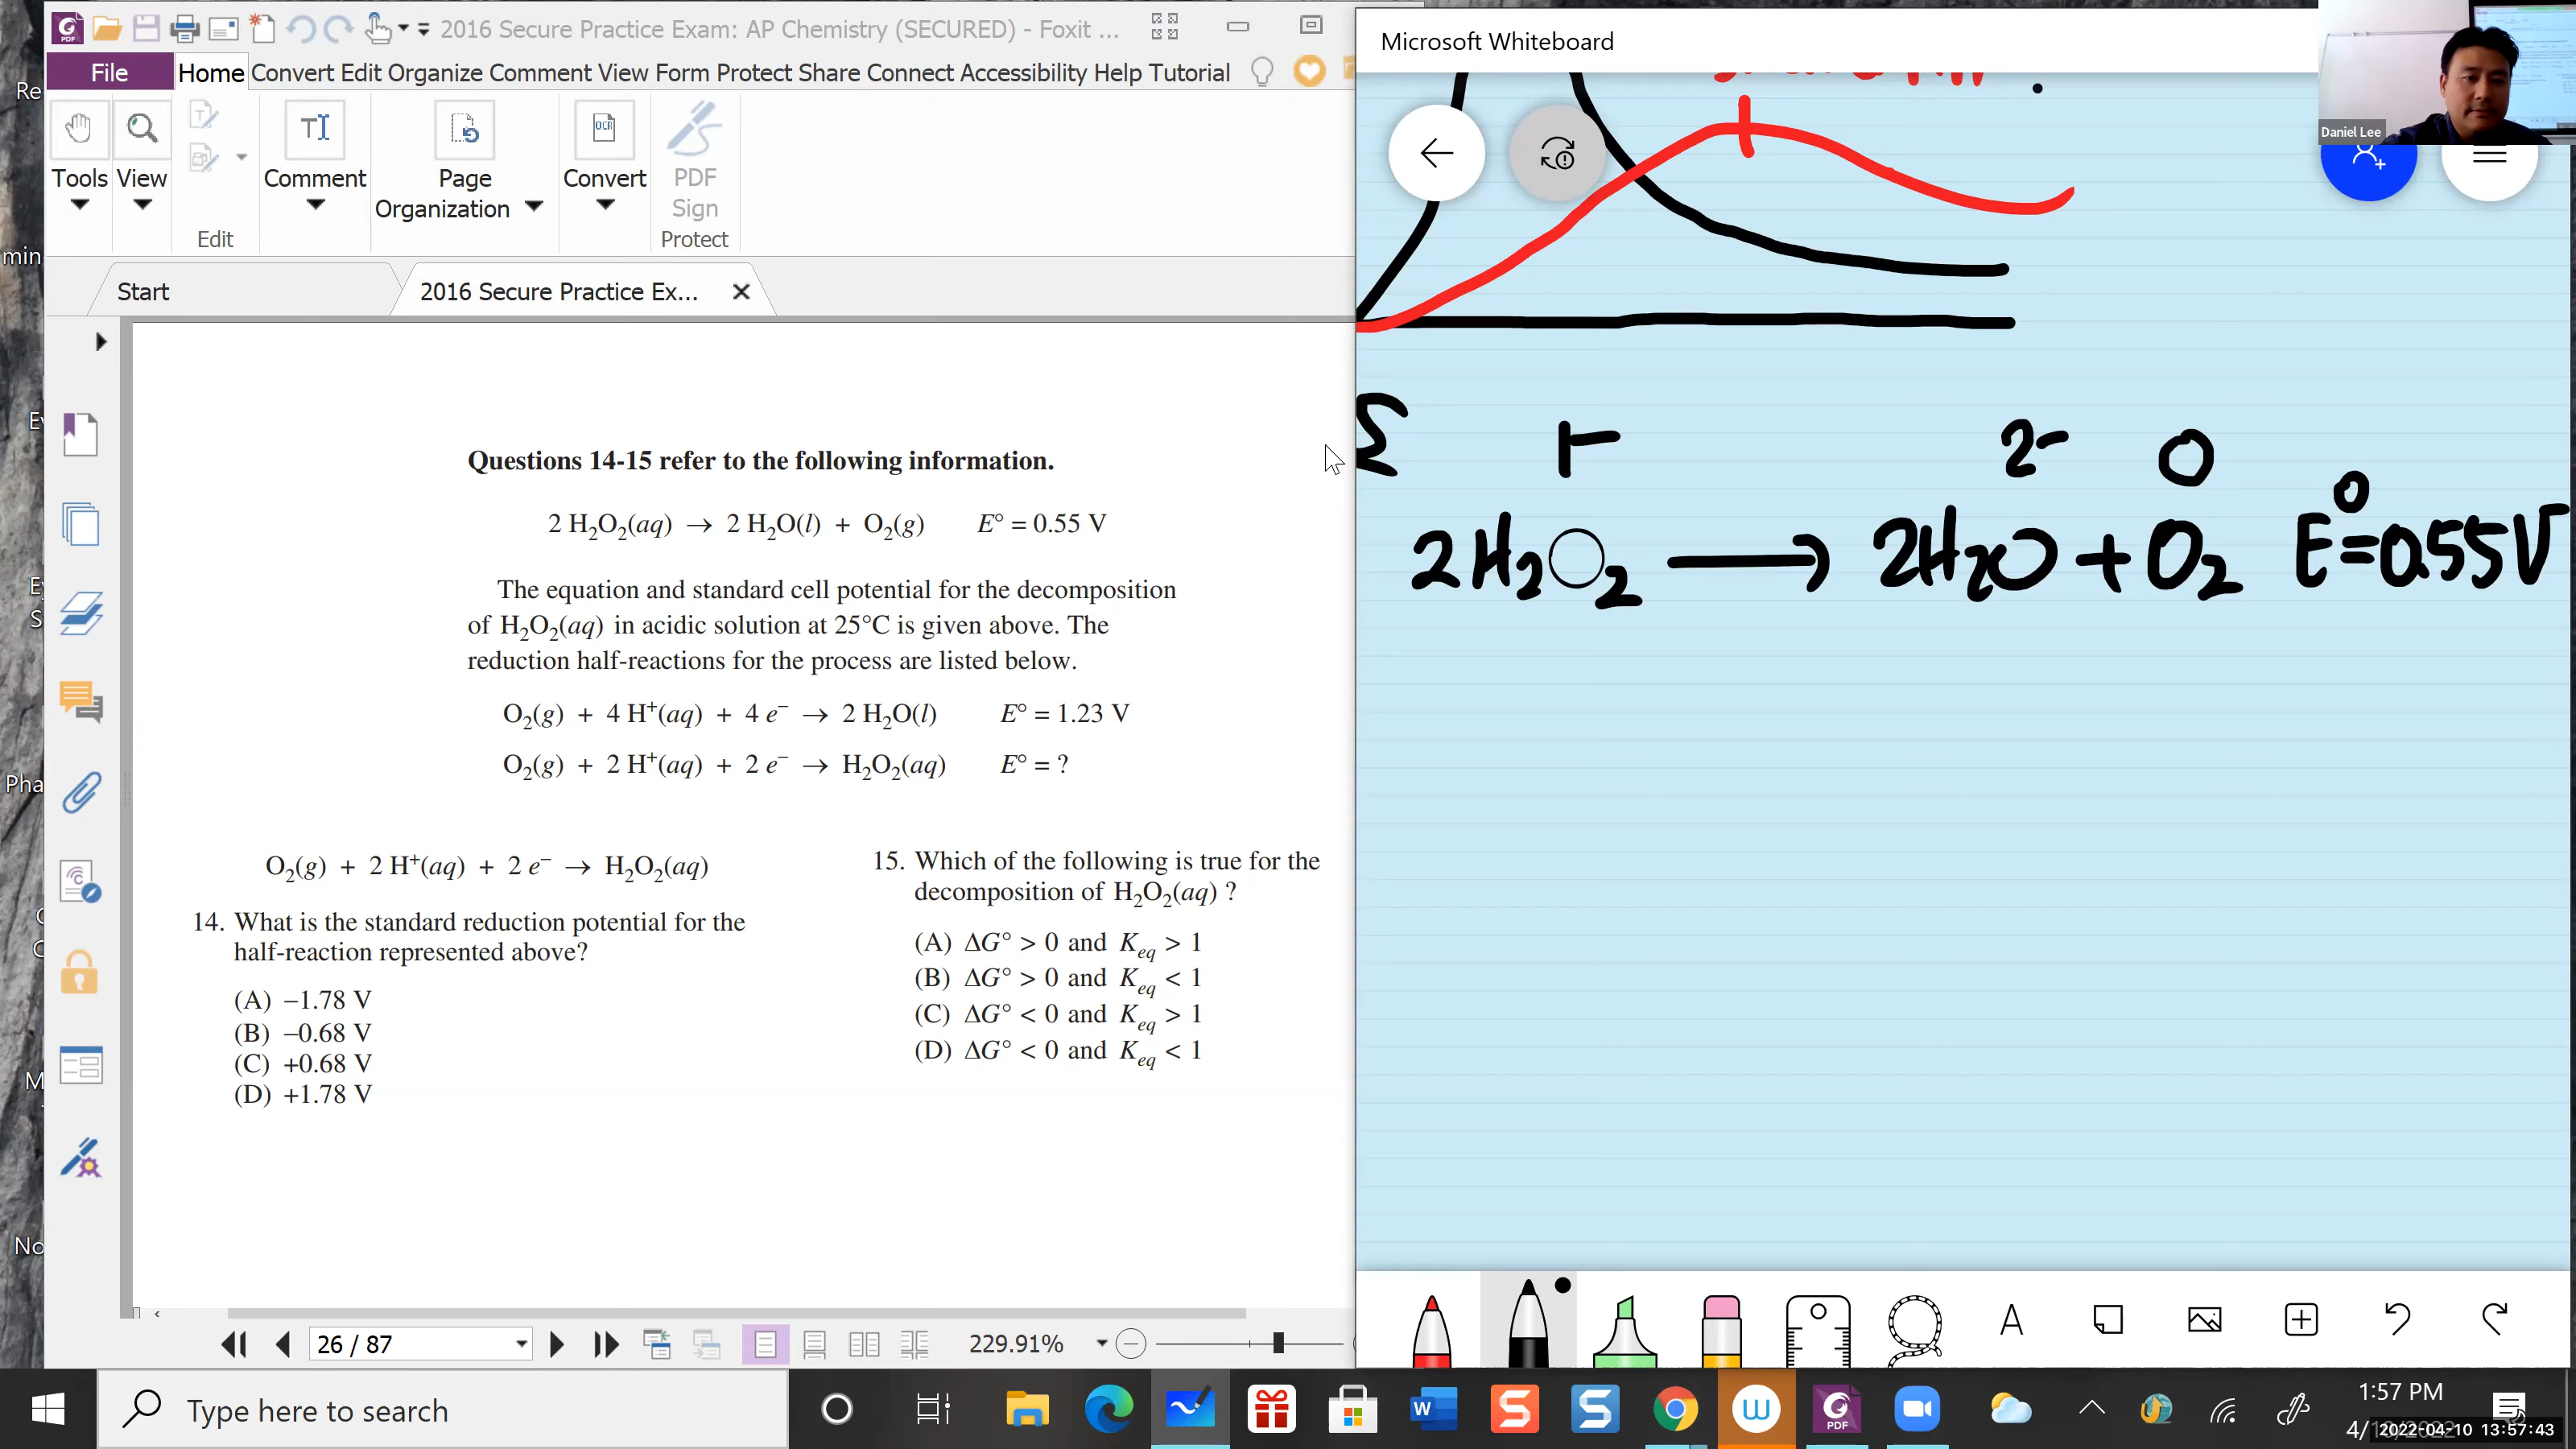 2016 Secure Practice Exam: AP Chemistry (SECURED) - Foxit ...
File Home Convert Edit Organize Comment View Form Protect Share Connect Accessibility Help Tutorial
Tools
View
Edit
Comment
Page
Organization
Convert
PDF
Sign
Protect
Start
2016 Secure Practice Ex...
Questions 14-15 refer to the following information.
2 H₂O₂(aq) → 2 H₂O(l) + O₂(g) E° = 0.55 V
The equation and standard cell potential for the decomposition
of H₂O₂(aq) in acidic solution at 25°C is given above. The
reduction half-reactions for the process are listed below.
O₂(g) + 4 H⁺(aq) + 4 e⁻ → 2 H₂O(l) E° = 1.23 V
O₂(g) + 2 H⁺(aq) + 2 e⁻ → H₂O₂(aq) E° = ?
O₂(g) + 2 H⁺(aq) + 2 e⁻ → H₂O₂(aq)
14. What is the standard reduction potential for the
half-reaction represented above?
(A) −1.78 V
(B) −0.68 V
(C) +0.68 V
(D) +1.78 V
15. Which of the following is true for the
decomposition of H₂O₂(aq) ?
(A) ΔG° > 0 and Keq > 1
(B) ΔG° > 0 and Keq < 1
(C) ΔG° < 0 and Keq > 1
(D) ΔG° < 0 and Keq < 1
26 / 87
229.91%
Microsoft Whiteboard
Daniel Lee
1- 2- 0
2H₂O₂ → 2H₂O + O₂ E° = 0.55V
Type here to search
1:57 PM
2022-04-10 13:57:43